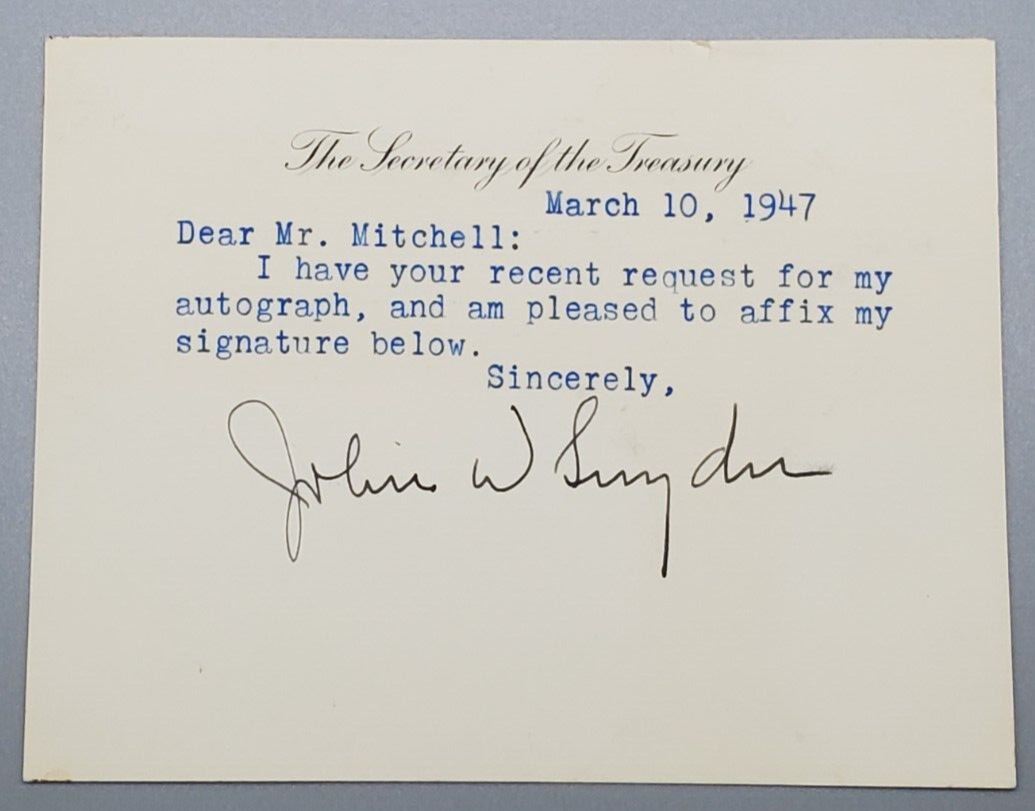 The Secretary of the Treasury
March 10, 1947
Dear Mr. Mitchell:
I have your recent request for my
autograph, and am pleased to affix my
signature below.
Sincerely,
John W Snyder